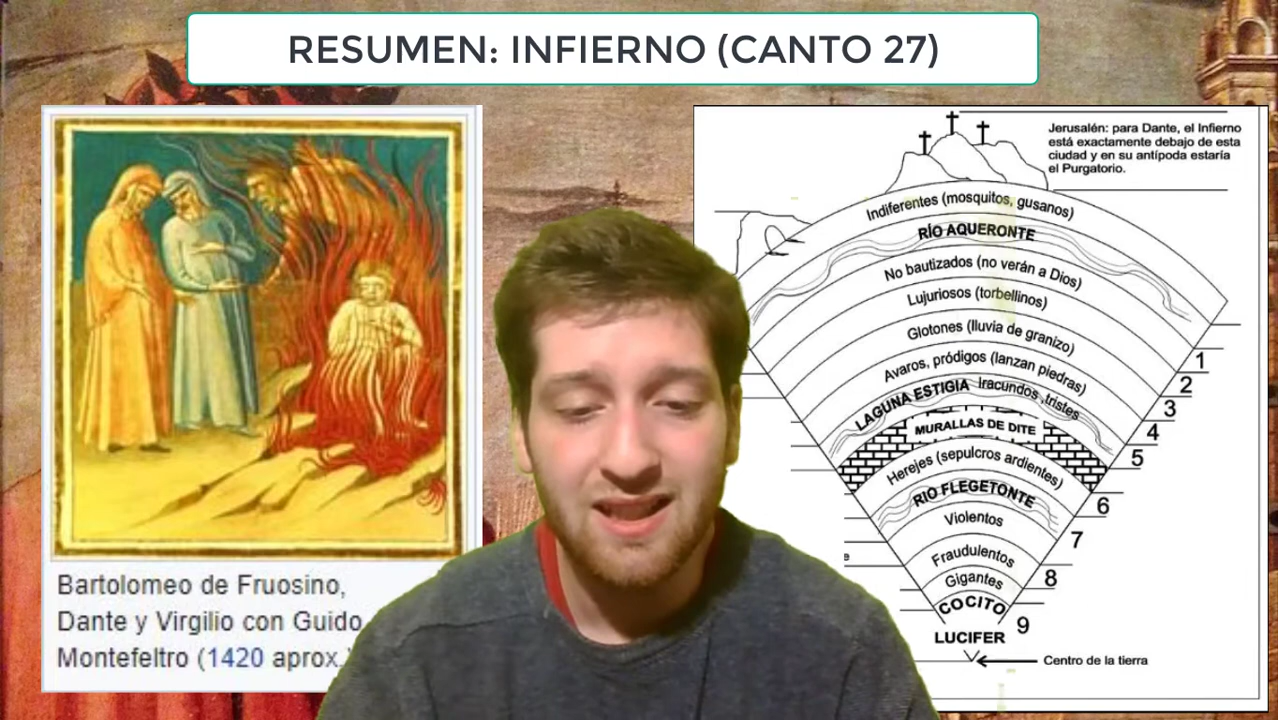 RESUMEN: INFIERNO (CANTO 27)
Bartolomeo de Fruosino,
Dante y Virgilio con Guido
Montefeltro (1420 aprox.)
Jerusalén: para Dante, el Infierno
está exactamente debajo de esta
ciudad y en su antípoda estaría
el Purgatorio.
Indiferentes (mosquitos, gusanos)
RÍO AQUERONTE
No bautizados (no verán a Dios)
Lujuriosos (torbellinos)
Glotones (lluvia de granizo)
1
Avaros, pródigos (lanzan piedras)
2
LAGUNA ESTIGIA Iracundos, tristes
3
MURALLAS DE DITE
4
5
Herejes (sepulcros ardientes)
RIO FLEGETONTE
6
Violentos
7
Fraudulentos
8
Gigantes
COCITO
9
LUCIFER
Centro de la tierra